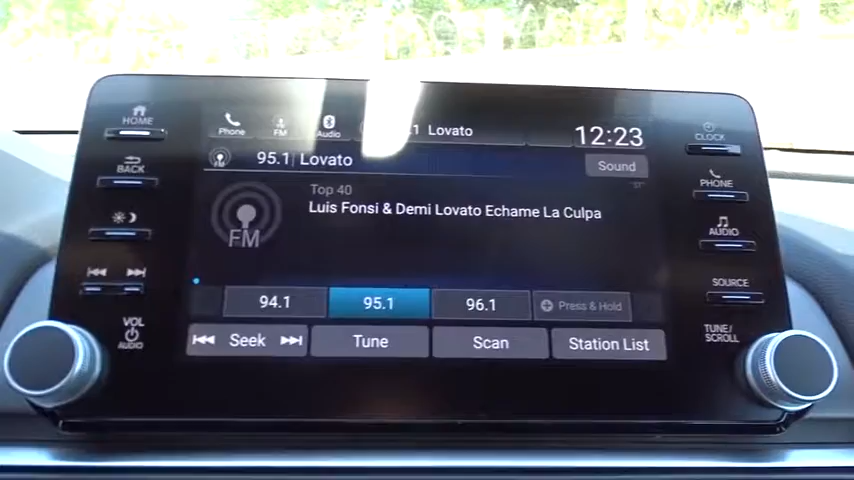 HOME
Phone
FM
Audio
.1 Lovato
12:23
CLOCK
BACK
FM
95.1
Lovato
Sound
PHONE
Top 40
Luis Fonsi & Demi Lovato Echame La Culpa
FM
AUDIO
SOURCE
94.1
95.1
96.1
Press & Hold
VOL
AUDIO
Seek
Tune
Scan
Station List
TUNE/
SCROLL